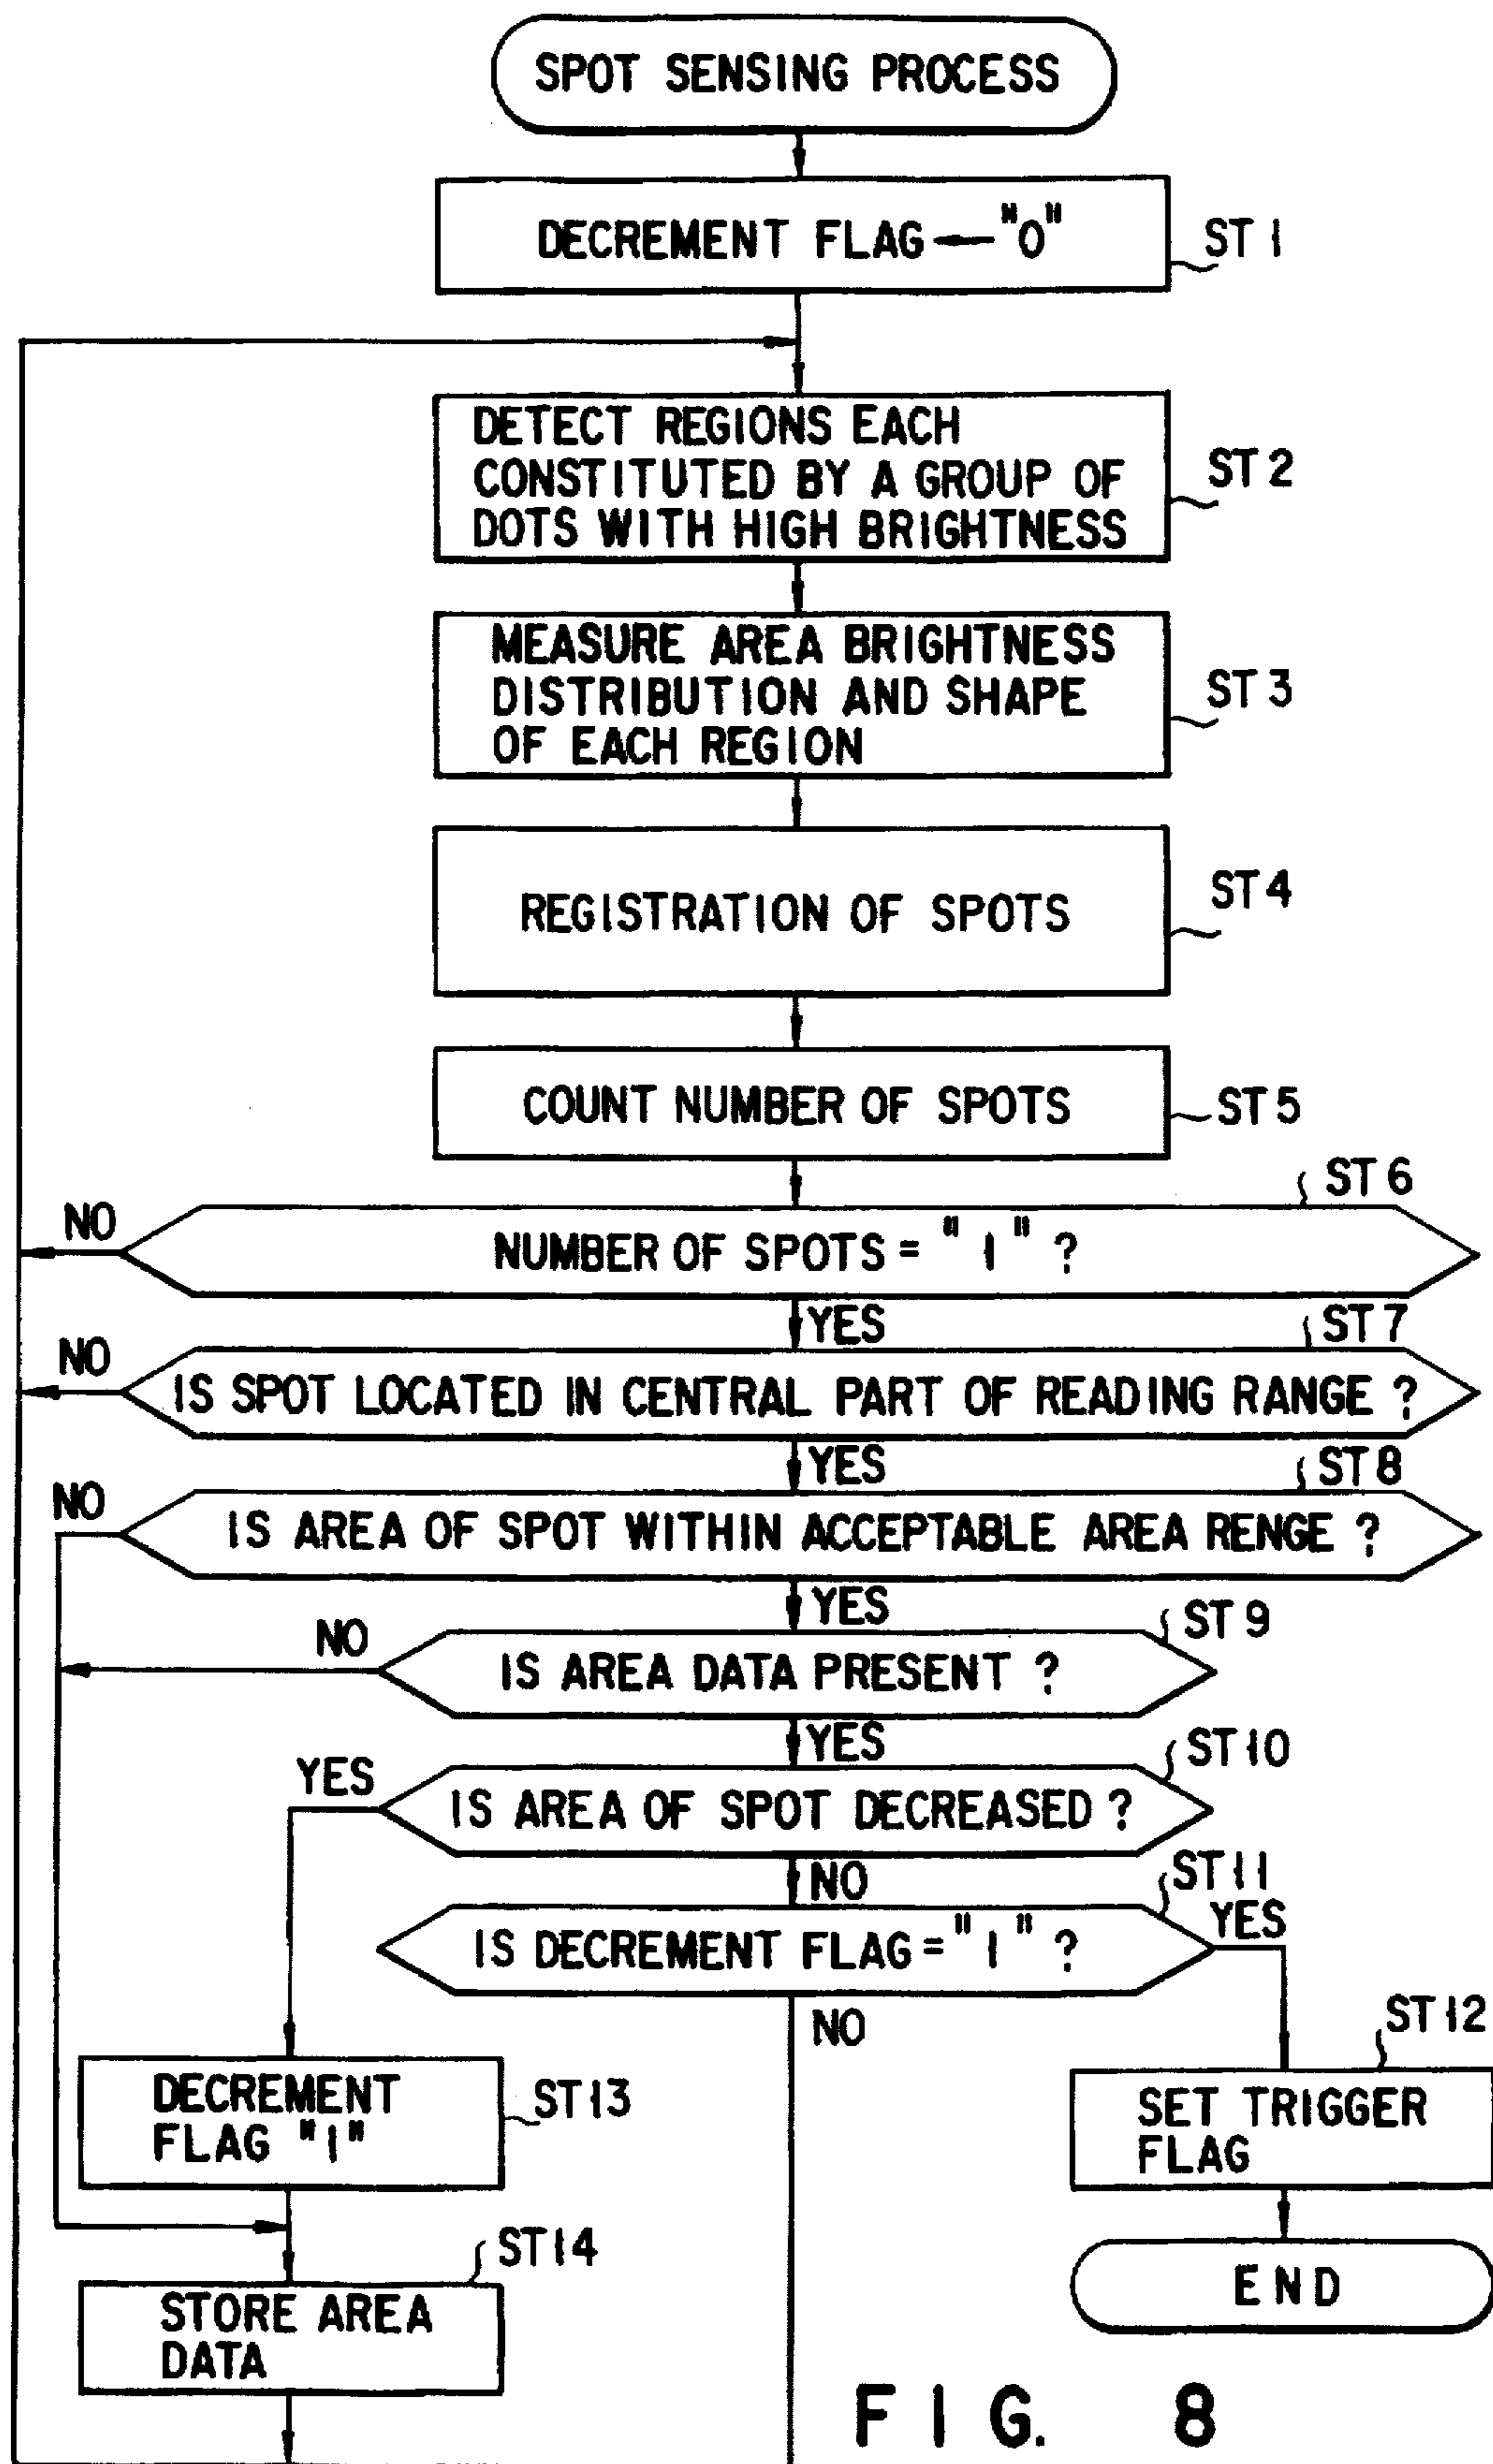 SPOT SENSING PROCESS
DECREMENT FLAG ← "0"
ST 1
DETECT REGIONS EACH
CONSTITUTED BY A GROUP OF
DOTS WITH HIGH BRIGHTNESS
ST 2
MEASURE AREA BRIGHTNESS
DISTRIBUTION AND SHAPE
OF EACH REGION
ST 3
REGISTRATION OF SPOTS
ST 4
COUNT NUMBER OF SPOTS
ST 5
ST 6
NO
NUMBER OF SPOTS = "1" ?
YES
ST 7
NO
IS SPOT LOCATED IN CENTRAL PART OF READING RANGE ?
YES
ST 8
NO
IS AREA OF SPOT WITHIN ACCEPTABLE AREA RENGE ?
YES
ST 9
NO
IS AREA DATA PRESENT ?
YES
ST 10
YES
IS AREA OF SPOT DECREASED ?
NO
ST 11
YES
IS DECREMENT FLAG = "1" ?
NO
ST 12
DECREMENT
FLAG "1"
ST 13
SET TRIGGER
FLAG
ST 14
STORE AREA
DATA
END
FIG. 8